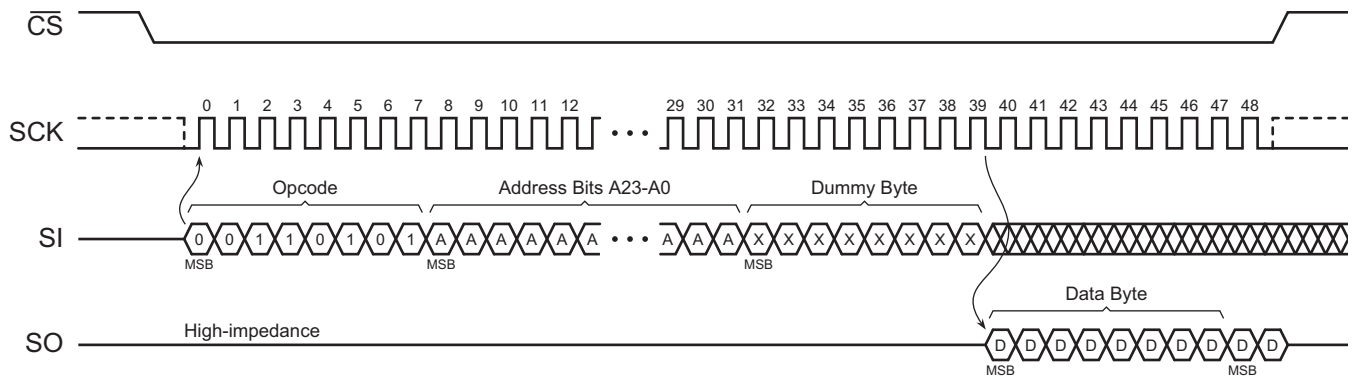 CS
0 1 2 3 4 5 6 7 8 9 10 11 12 29 30 31 32 33 34 35 36 37 38 39 40 41 42 43 44 45 46 47 48
SCK
Opcode Address Bits A23-A0 Dummy Byte
SI 0 0 1 1 0 1 0 1 A A A A A A A A A X X X X X X X X
MSB MSB MSB
Data Byte
SO High-impedance D D D D D D D D D D
MSB MSB